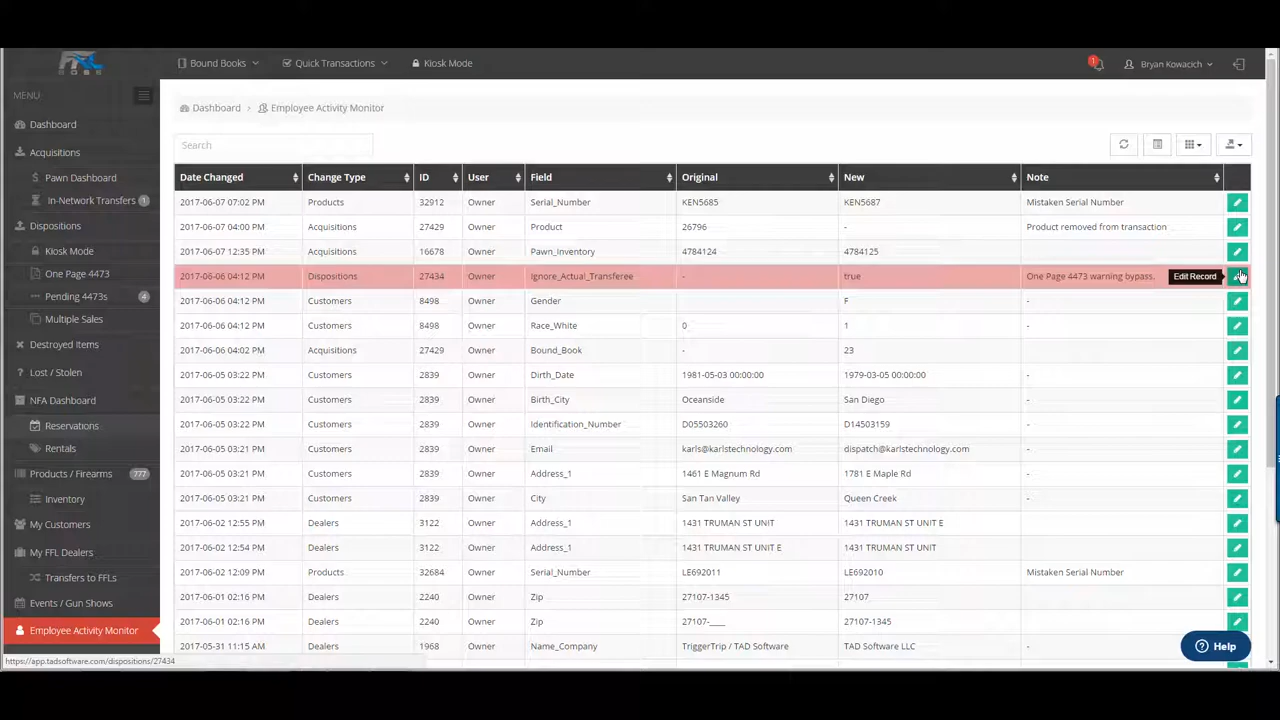 Bound Books Quick Transactions Kiosk Mode 1 Bryan Kowacich
MENU
Dashboard
Acquisitions
Pawn Dashboard
In-Network Transfers 1
Dispositions
Kiosk Mode
One Page 4473
Pending 4473s 4
Multiple Sales
Destroyed Items
Lost / Stolen
NFA Dashboard
Reservations
Rentals
Products / Firearms 777
Inventory
My Customers
My FFL Dealers
Transfers to FFLs
Events / Gun Shows
Employee Activity Monitor
Dashboard > Employee Activity Monitor
Search
Date Changed Change Type ID User Field Original New Note
2017-06-07 07:02 PM Products 32912 Owner Serial_Number KEN5685 KEN5687 Mistaken Serial Number
2017-06-07 04:00 PM Acquisitions 27429 Owner Product 26796 - Product removed from transaction
2017-06-07 12:35 PM Acquisitions 16678 Owner Pawn_Inventory 4784124 4784125
2017-06-06 04:12 PM Dispositions 27434 Owner Ignore_Actual_Transferee - true One Page 4473 warning bypass. Edit Record
2017-06-06 04:12 PM Customers 8498 Owner Gender F -
2017-06-06 04:12 PM Customers 8498 Owner Race_White 0 1 -
2017-06-06 04:02 PM Acquisitions 27429 Owner Bound_Book - 23
2017-06-05 03:22 PM Customers 2839 Owner Dirth_Date 1981-05-03 00:00:00 1979-03-05 00:00:00 -
2017-06-05 03:22 PM Customers 2839 Owner Birth_City Oceanside San Diego -
2017-06-05 03:22 PM Customers 2839 Owner Identification_Number D05503260 D14503159 -
2017-06-05 03:21 PM Customers 2839 Owner Email karls@karlstechnology.com dispatch@karlstechnology.com -
2017-06-05 03:21 PM Customers 2839 Owner Address_1 1461 E Magnum Rd 1781 E Maple Rd -
2017-06-05 03:21 PM Customers 2839 Owner City San Tan Valley Queen Creek -
2017-06-02 12:55 PM Dealers 3122 Owner Address_1 1431 TRUMAN ST UNIT 1431 TRUMAN ST UNIT E
2017-06-02 12:54 PM Dealers 3122 Owner Address_1 1431 TRUMAN ST UNIT E 1431 TRUMAN ST UNIT
2017-06-02 12:09 PM Products 32684 Owner Serial_Number LE692011 LE692010 Mistaken Serial Number
2017-06-01 02:16 PM Dealers 2240 Owner Zip 27107-1345 27107
2017-06-01 02:16 PM Dealers 2240 Owner Zip 27107-____ 27107-1345
2017-05-31 11:15 AM Dealers 1968 Owner Name_Company TriggerTrip / TAD Software TAD Software LLC -
Help
https://app.tadsoftware.com/dispositions/27434